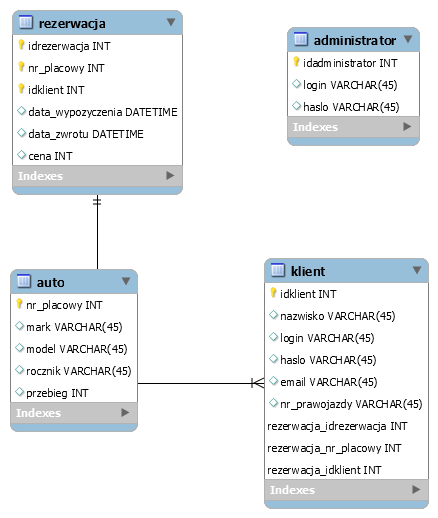 rezerwacja
idrezerwacja INT
nr_placowy INT
idklient INT
data_wypozyczenia DATETIME
data_zwrotu DATETIME
cena INT
Indexes
administrator
idadministrator INT
login VARCHAR(45)
haslo VARCHAR(45)
Indexes
auto
nr_placowy INT
mark VARCHAR(45)
model VARCHAR(45)
rocznik VARCHAR(45)
przebieg INT
Indexes
klient
idklient INT
nazwisko VARCHAR(45)
login VARCHAR(45)
haslo VARCHAR(45)
email VARCHAR(45)
nr_prawojazdy VARCHAR(45)
rezerwacja_idrezerwacja INT
rezerwacja_nr_placowy INT
rezerwacja_idklient INT
Indexes